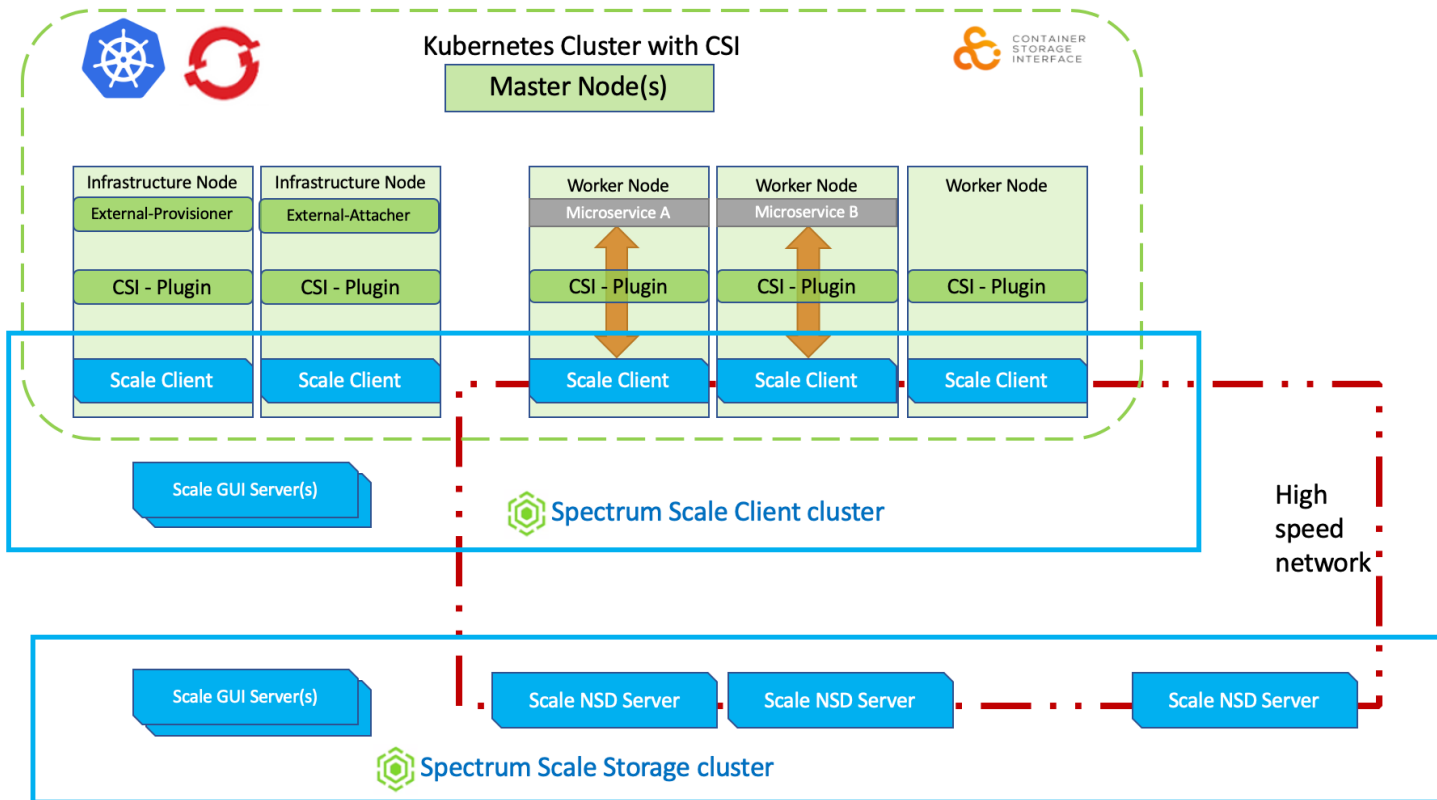 Kubernetes Cluster with CSI
CONTAINER
STORAGE
INTERFACE
Master Node(s)
Infrastructure Node
External-Provisioner
CSI - Plugin
Scale Client
Infrastructure Node
External-Attacher
CSI - Plugin
Scale Client
Worker Node
Microservice A
CSI - Plugin
Scale Client
Worker Node
Microservice B
CSI - Plugin
Scale Client
Worker Node
CSI - Plugin
Scale Client
Scale GUI Server(s)
Spectrum Scale Client cluster
High
speed
network
Scale GUI Server(s)
Scale NSD Server
Scale NSD Server
Scale NSD Server
Spectrum Scale Storage cluster